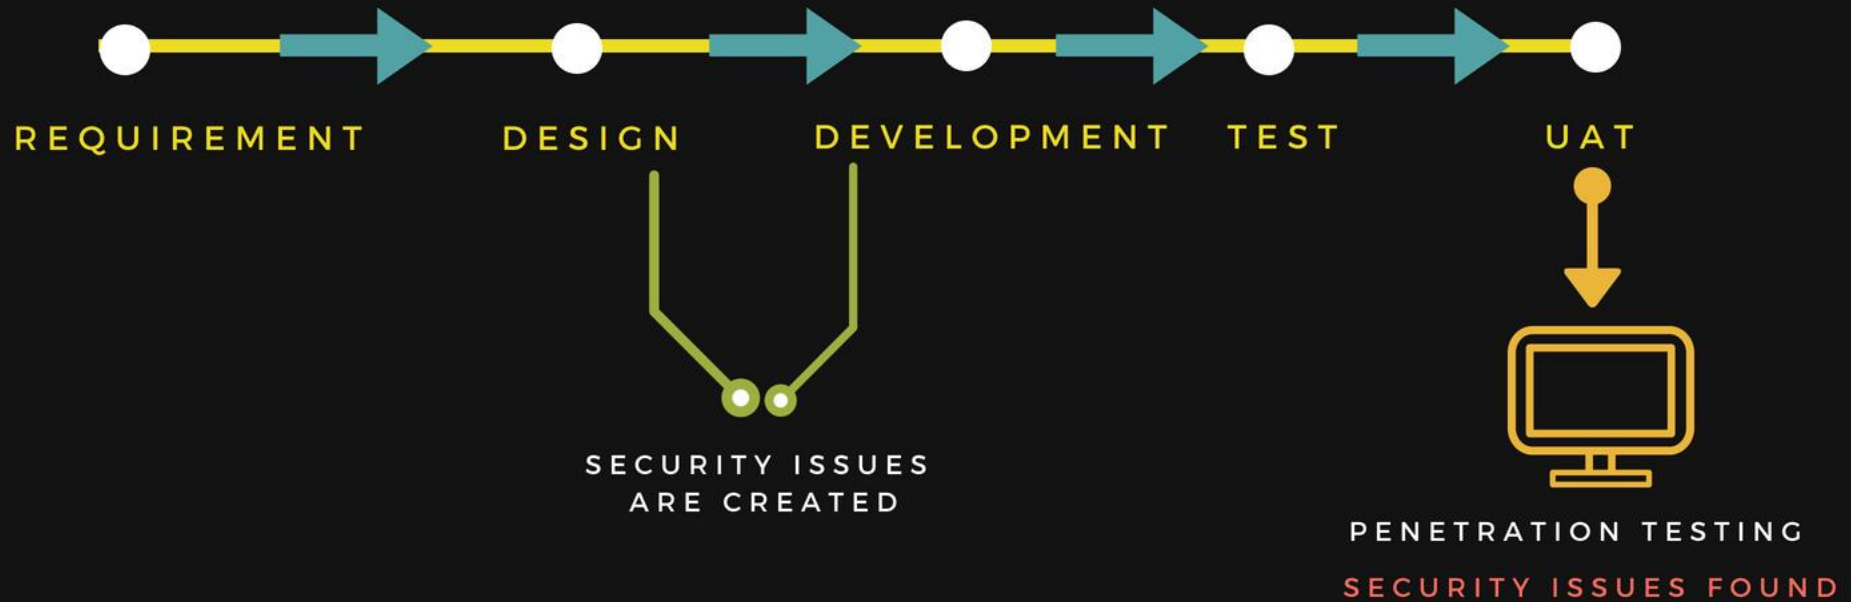 REQUIREMENT
DESIGN
DEVELOPMENT
TEST
UAT
SECURITY ISSUES
ARE CREATED
PENETRATION TESTING
SECURITY ISSUES FOUND